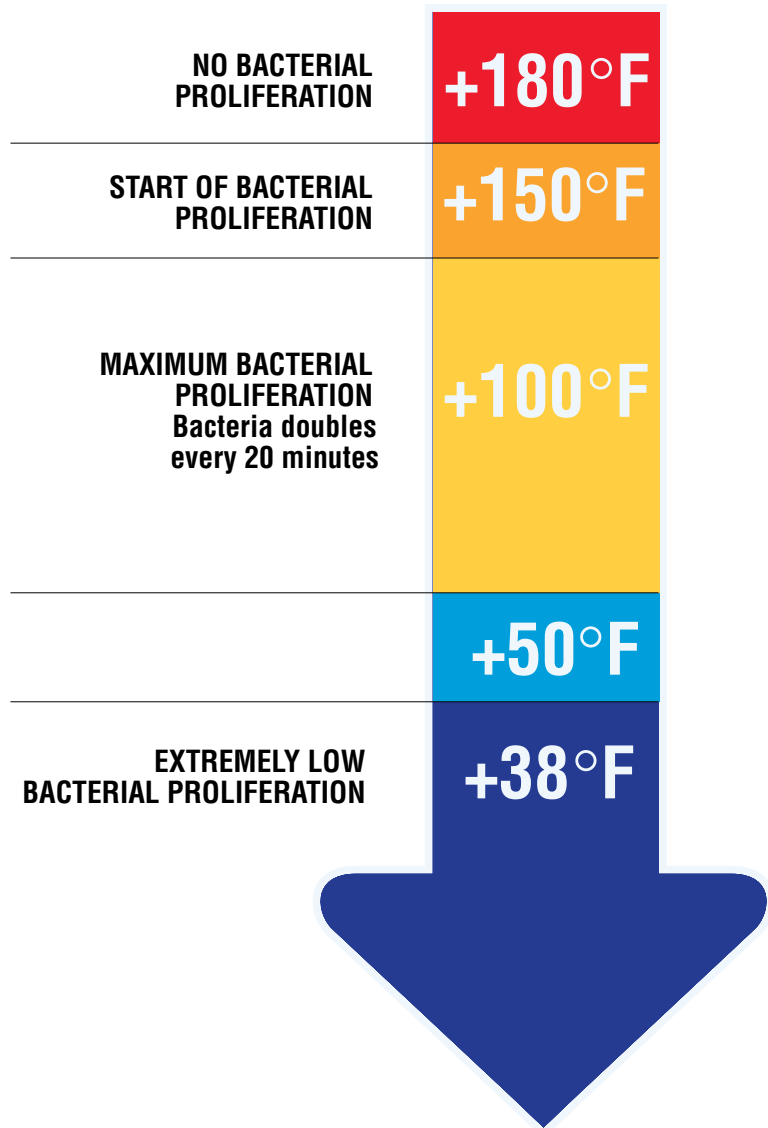 NO BACTERIAL
PROLIFERATION
+180°F
START OF BACTERIAL
PROLIFERATION
+150°F
MAXIMUM BACTERIAL
PROLIFERATION
Bacteria doubles
every 20 minutes
+100°F
+50°F
EXTREMELY LOW
BACTERIAL PROLIFERATION
+38°F